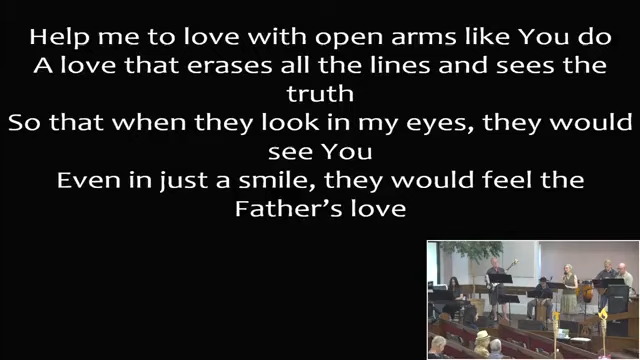 Help me to love with open arms like You do
A love that erases all the lines and sees the
truth
So that when they look in my eyes, they would
see You
Even in just a smile, they would feel the
Father's love